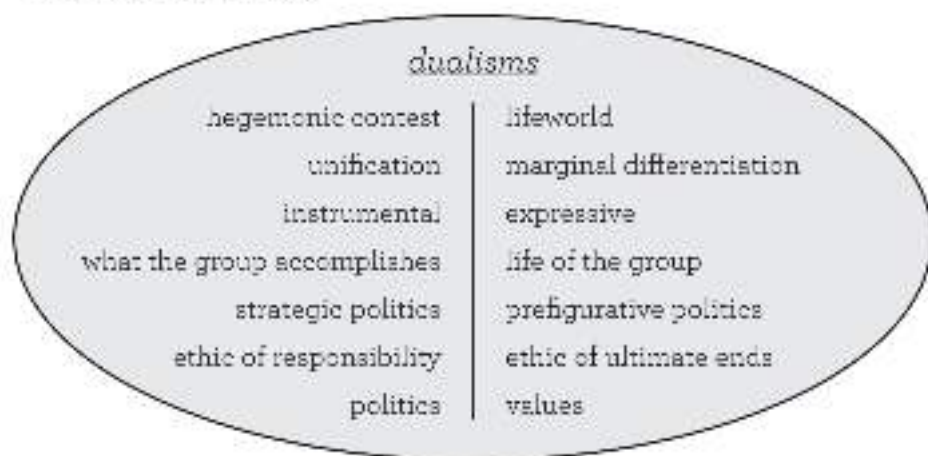 dualisms
hegemonic contest lifeworld
unification marginal differentiation
instrumental expressive
what the group accomplishes life of the group
strategic politics prefigurative politics
ethic of responsibility ethic of ultimate ends
politics values